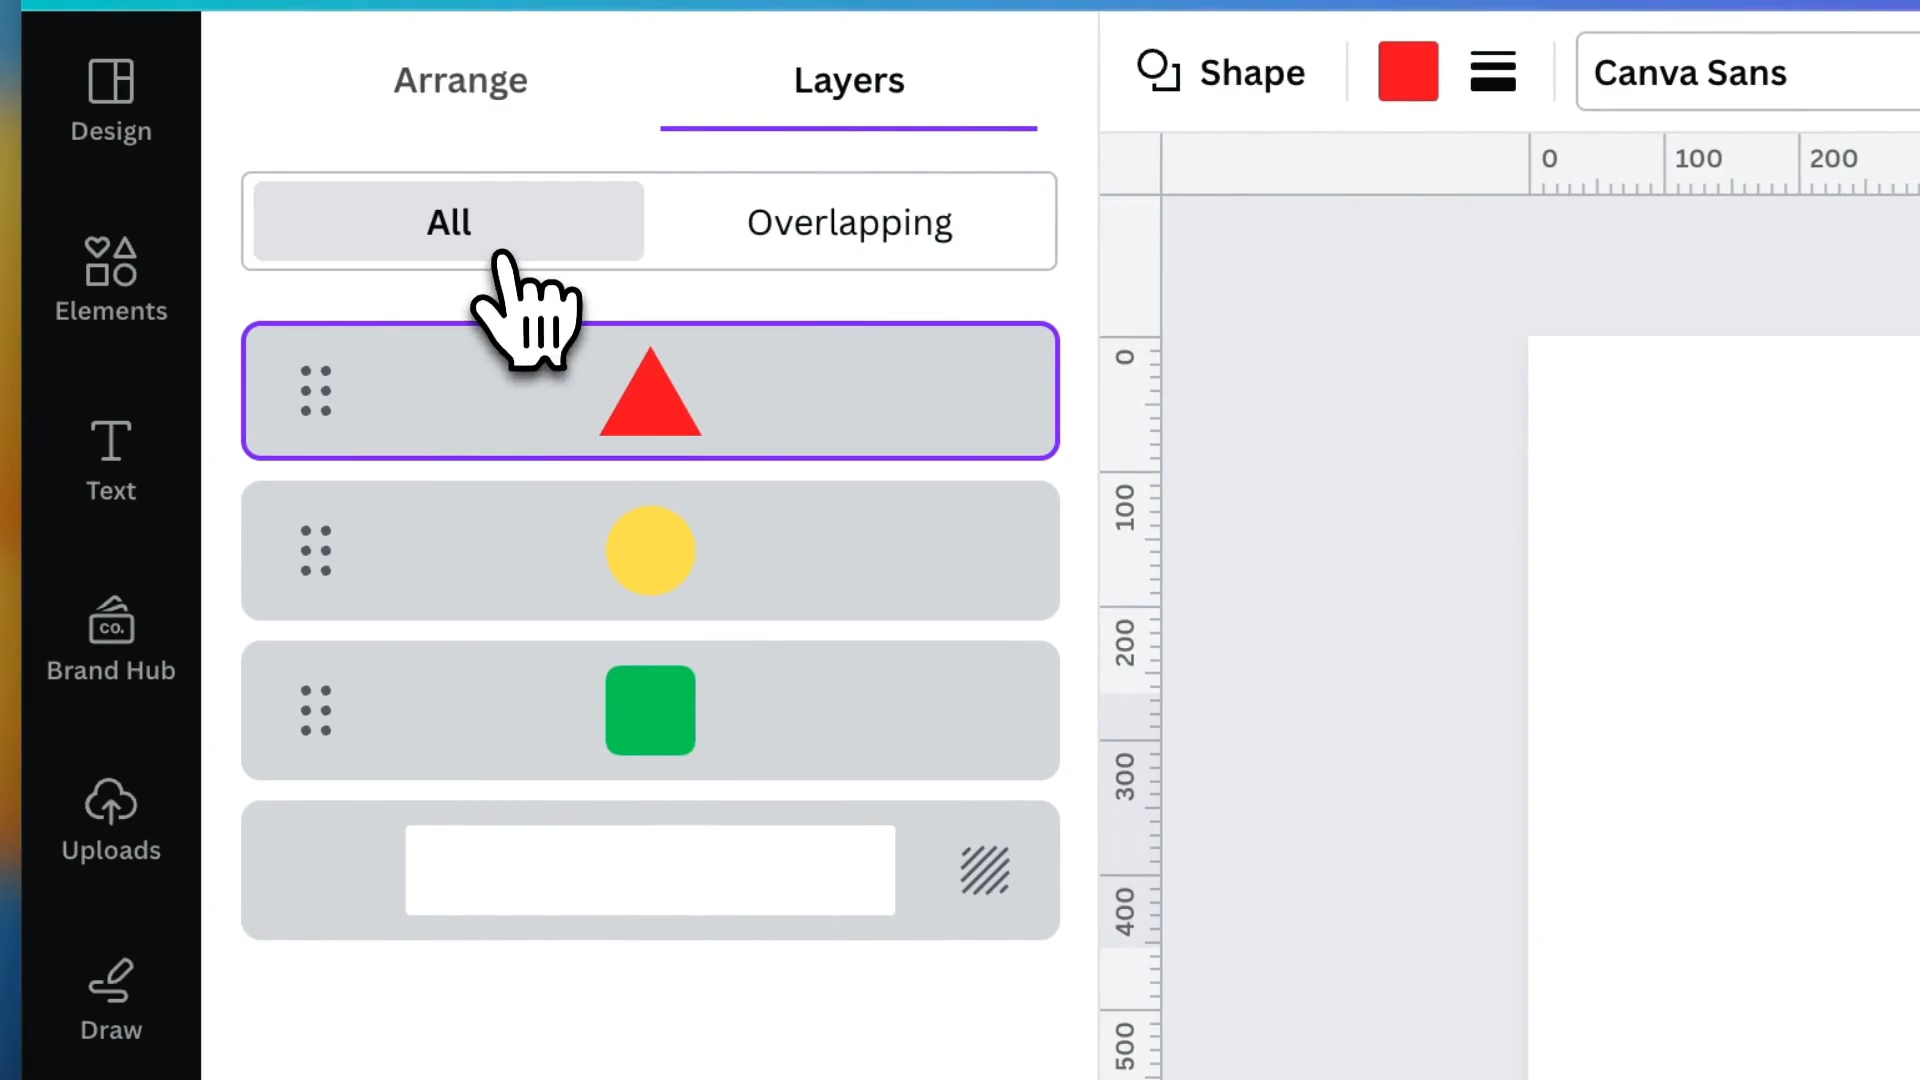 Design
Elements
Text
co.
Brand Hub
Uploads
Draw
Arrange
Layers
All
Overlapping
Shape
Canva Sans
0
100
200
0
100
200
300
400
500